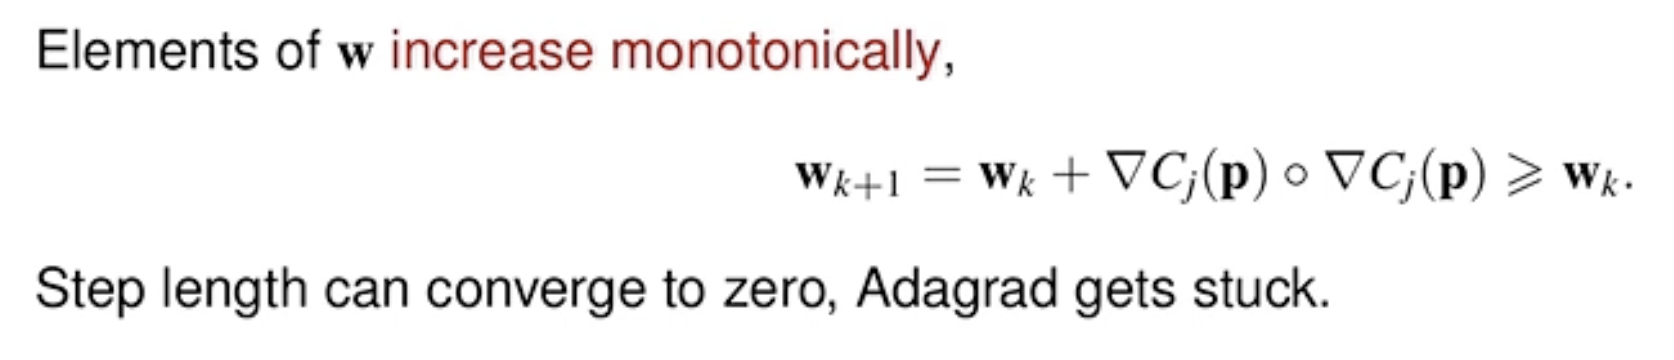 Elements of w increase monotonically,
w_{k+1} = w_k + ∇C_j(p) ∘ ∇C_j(p) ⩾ w_k.
Step length can converge to zero, Adagrad gets stuck.